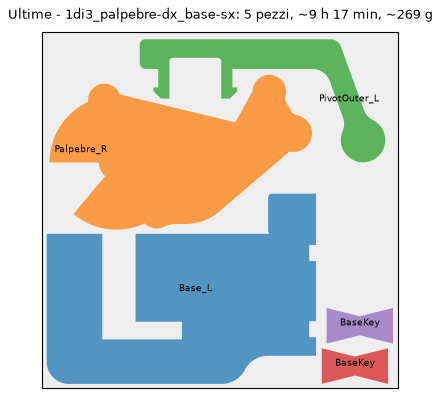 Ultime - 1di3_palpebre-dx_base-sx: 5 pezzi, ~9 h 17 min, ~269 g
PivotOuter_L
Palpebre_R
Base_L
BaseKey
BaseKey